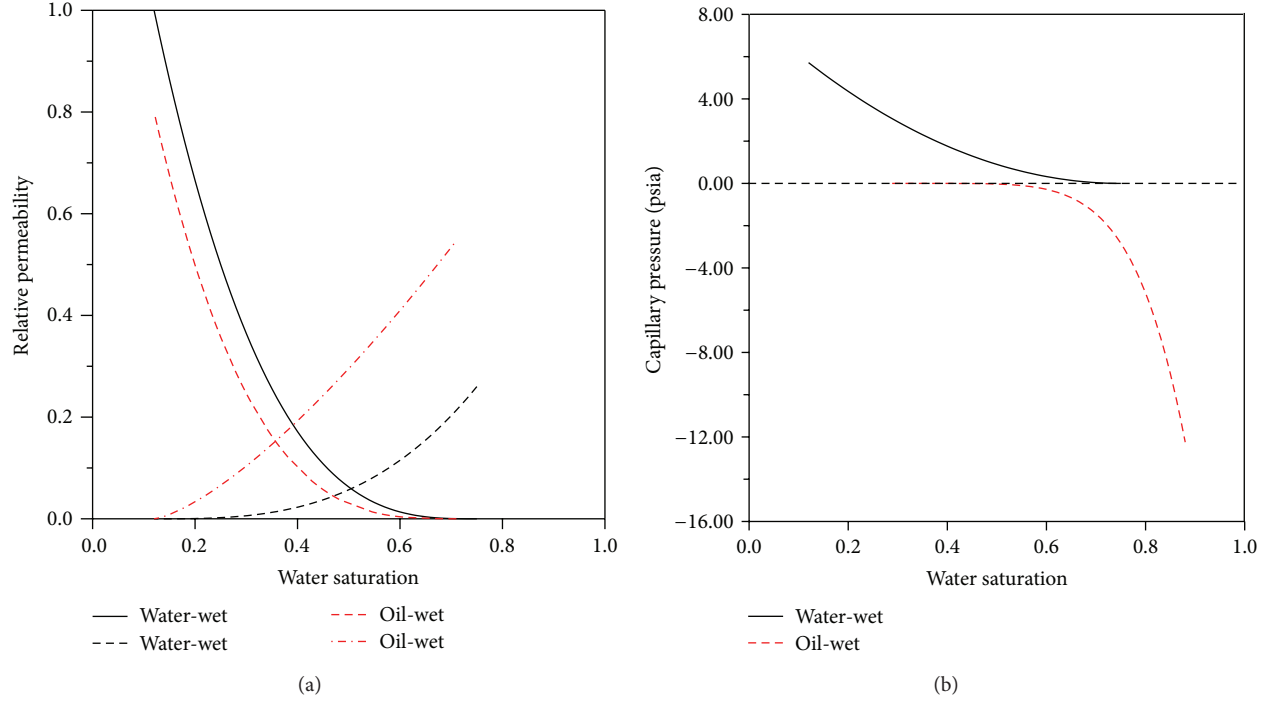 1.0
0.8
0.6
0.4
0.2
0.0
Relative permeability
0.0 0.2 0.4 0.6 0.8 1.0
Water saturation
Water-wet Oil-wet
Water-wet Oil-wet
(a)
8.00
4.00
0.00
−4.00
−8.00
−12.00
−16.00
Capillary pressure (psia)
0.0 0.2 0.4 0.6 0.8 1.0
Water saturation
Water-wet
Oil-wet
(b)